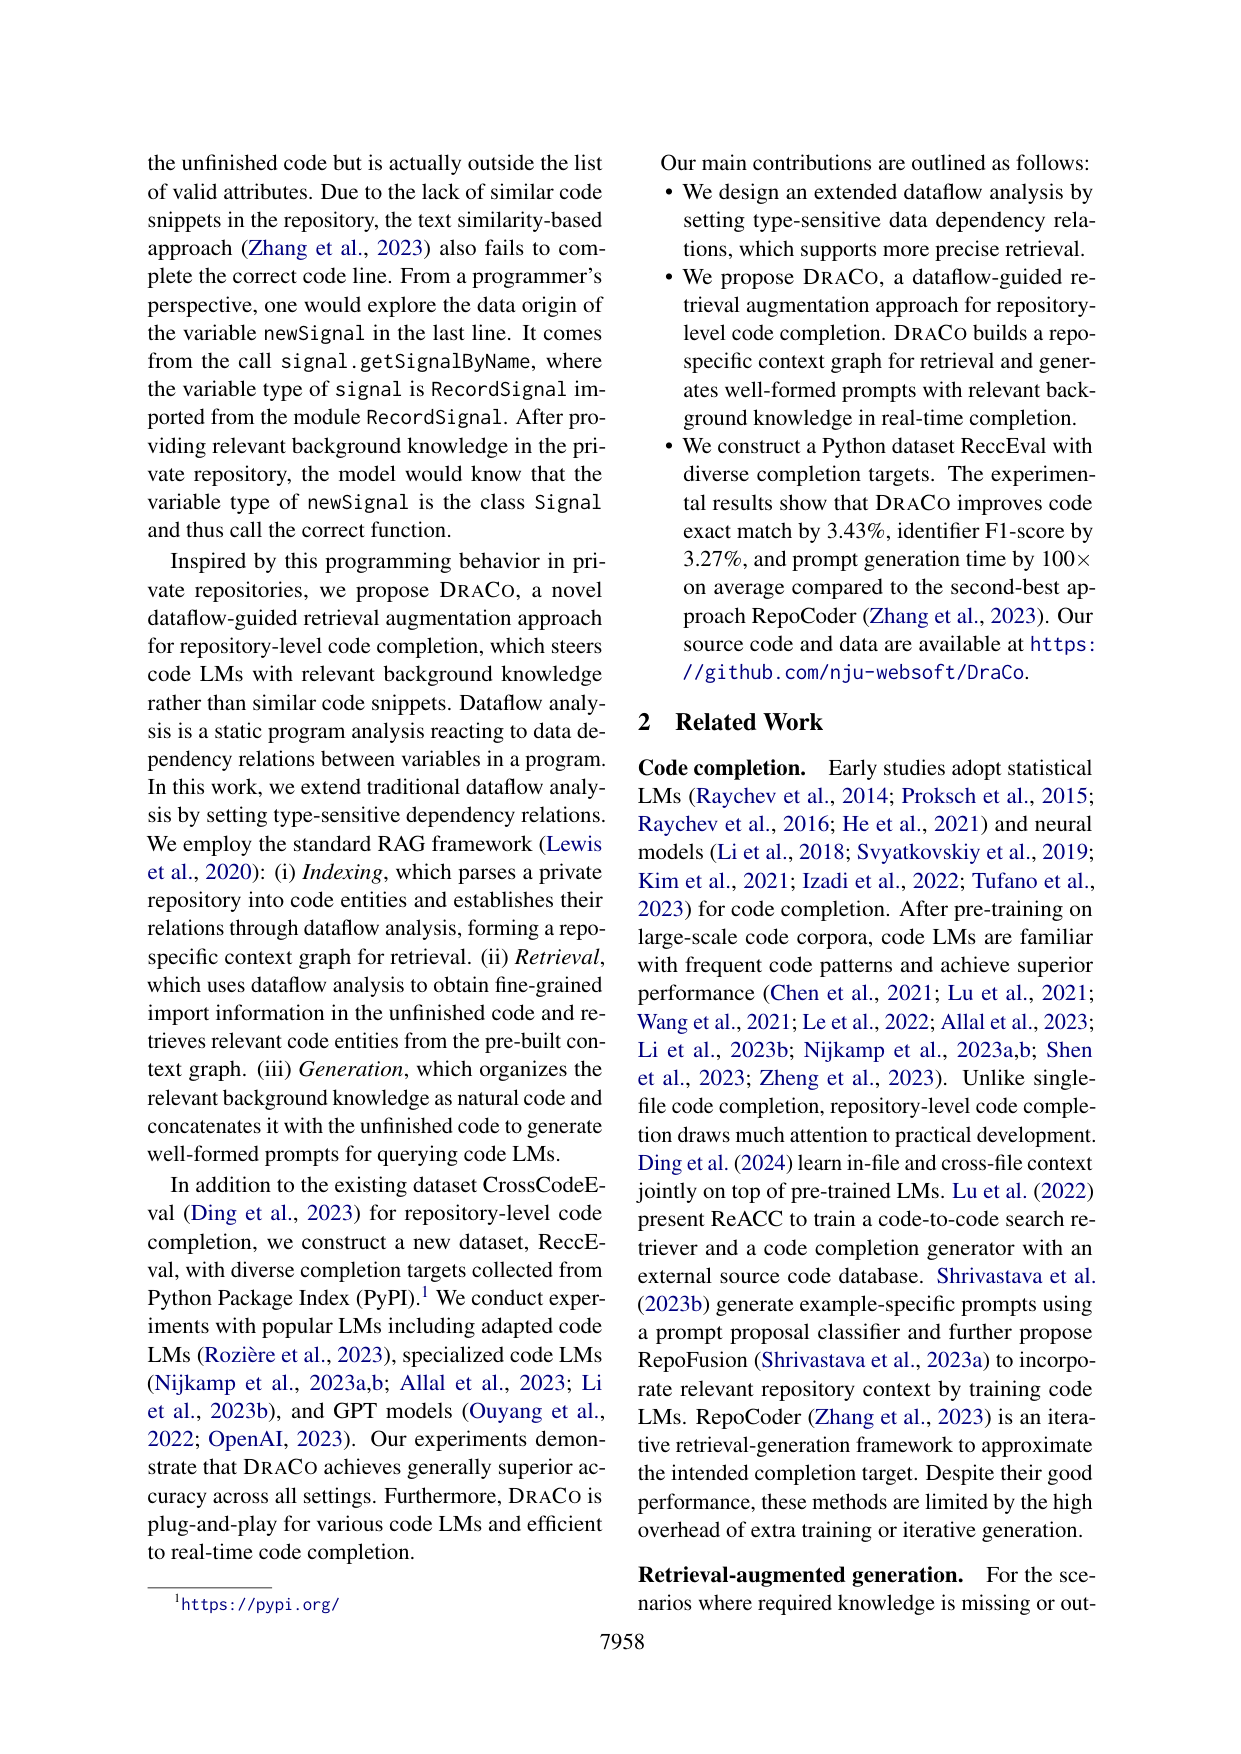 the unfinished code but is actually outside the list
of valid attributes. Due to the lack of similar code
snippets in the repository, the text similarity-based
approach (Zhang et al., 2023) also fails to com-
plete the correct code line. From a programmer's
perspective, one would explore the data origin of
the variable newSignal in the last line. It comes
from the call signal.getSignalByName, where
the variable type of signal is RecordSignal im-
ported from the module RecordSignal. After pro-
viding relevant background knowledge in the pri-
vate repository, the model would know that the
variable type of newSignal is the class Signal
and thus call the correct function.
Inspired by this programming behavior in pri-
vate repositories, we propose DRACO, a novel
dataflow-guided retrieval augmentation approach
for repository-level code completion, which steers
code LMs with relevant background knowledge
rather than similar code snippets. Dataflow analy-
sis is a static program analysis reacting to data de-
pendency relations between variables in a program.
In this work, we extend traditional dataflow analy-
sis by setting type-sensitive dependency relations.
We employ the standard RAG framework (Lewis
et al., 2020): (i) Indexing, which parses a private
repository into code entities and establishes their
relations through dataflow analysis, forming a repo-
specific context graph for retrieval. (ii) Retrieval,
which uses dataflow analysis to obtain fine-grained
import information in the unfinished code and re-
trieves relevant code entities from the pre-built con-
text graph. (iii) Generation, which organizes the
relevant background knowledge as natural code and
concatenates it with the unfinished code to generate
well-formed prompts for querying code LMs.
In addition to the existing dataset CrossCodeE-
val (Ding et al., 2023) for repository-level code
completion, we construct a new dataset, ReccE-
val, with diverse completion targets collected from
Python Package Index (PyPI).1 We conduct exper-
iments with popular LMs including adapted code
LMs (Rozière et al., 2023), specialized code LMs
(Nijkamp et al., 2023a,b; Allal et al., 2023; Li
et al., 2023b), and GPT models (Ouyang et al.,
2022; OpenAI, 2023). Our experiments demon-
strate that DRACO achieves generally superior ac-
curacy across all settings. Furthermore, DRACO is
plug-and-play for various code LMs and efficient
to real-time code completion.
1https://pypi.org/
Our main contributions are outlined as follows:
• We design an extended dataflow analysis by
setting type-sensitive data dependency rela-
tions, which supports more precise retrieval.
• We propose DRACO, a dataflow-guided re-
trieval augmentation approach for repository-
level code completion. DRACO builds a repo-
specific context graph for retrieval and gener-
ates well-formed prompts with relevant back-
ground knowledge in real-time completion.
• We construct a Python dataset ReccEval with
diverse completion targets. The experimen-
tal results show that DRACO improves code
exact match by 3.43%, identifier F1-score by
3.27%, and prompt generation time by 100×
on average compared to the second-best ap-
proach RepoCoder (Zhang et al., 2023). Our
source code and data are available at https:
//github.com/nju-websoft/DraCo.
2 Related Work
Code completion. Early studies adopt statistical
LMs (Raychev et al., 2014; Proksch et al., 2015;
Raychev et al., 2016; He et al., 2021) and neural
models (Li et al., 2018; Svyatkovskiy et al., 2019;
Kim et al., 2021; Izadi et al., 2022; Tufano et al.,
2023) for code completion. After pre-training on
large-scale code corpora, code LMs are familiar
with frequent code patterns and achieve superior
performance (Chen et al., 2021; Lu et al., 2021;
Wang et al., 2021; Le et al., 2022; Allal et al., 2023;
Li et al., 2023b; Nijkamp et al., 2023a,b; Shen
et al., 2023; Zheng et al., 2023). Unlike single-
file code completion, repository-level code comple-
tion draws much attention to practical development.
Ding et al. (2024) learn in-file and cross-file context
jointly on top of pre-trained LMs. Lu et al. (2022)
present ReACC to train a code-to-code search re-
triever and a code completion generator with an
external source code database. Shrivastava et al.
(2023b) generate example-specific prompts using
a prompt proposal classifier and further propose
RepoFusion (Shrivastava et al., 2023a) to incorpo-
rate relevant repository context by training code
LMs. RepoCoder (Zhang et al., 2023) is an itera-
tive retrieval-generation framework to approximate
the intended completion target. Despite their good
performance, these methods are limited by the high
overhead of extra training or iterative generation.
Retrieval-augmented generation. For the sce-
narios where required knowledge is missing or out-
7958